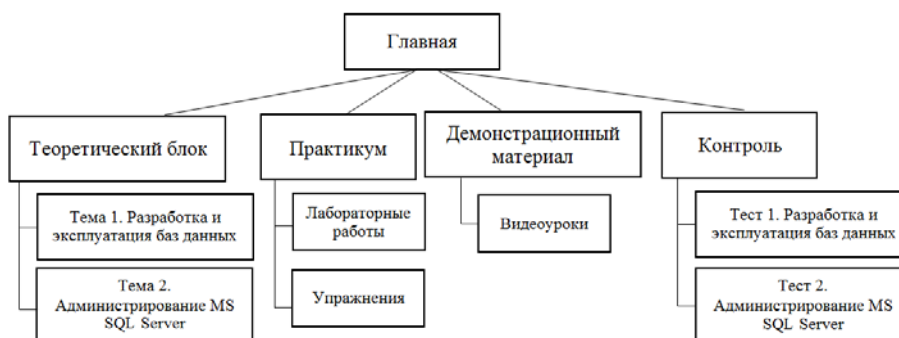 Главная
Теоретический блок
Практикум
Демонстрационный
материал
Контроль
Тема 1. Разработка и
эксплуатация баз данных
Тема 2.
Администрирование MS
SQL Server
Лабораторные
работы
Упражнения
Видеоуроки
Тест 1. Разработка и
эксплуатация баз данных
Тест 2.
Администрирование MS
SQL Server